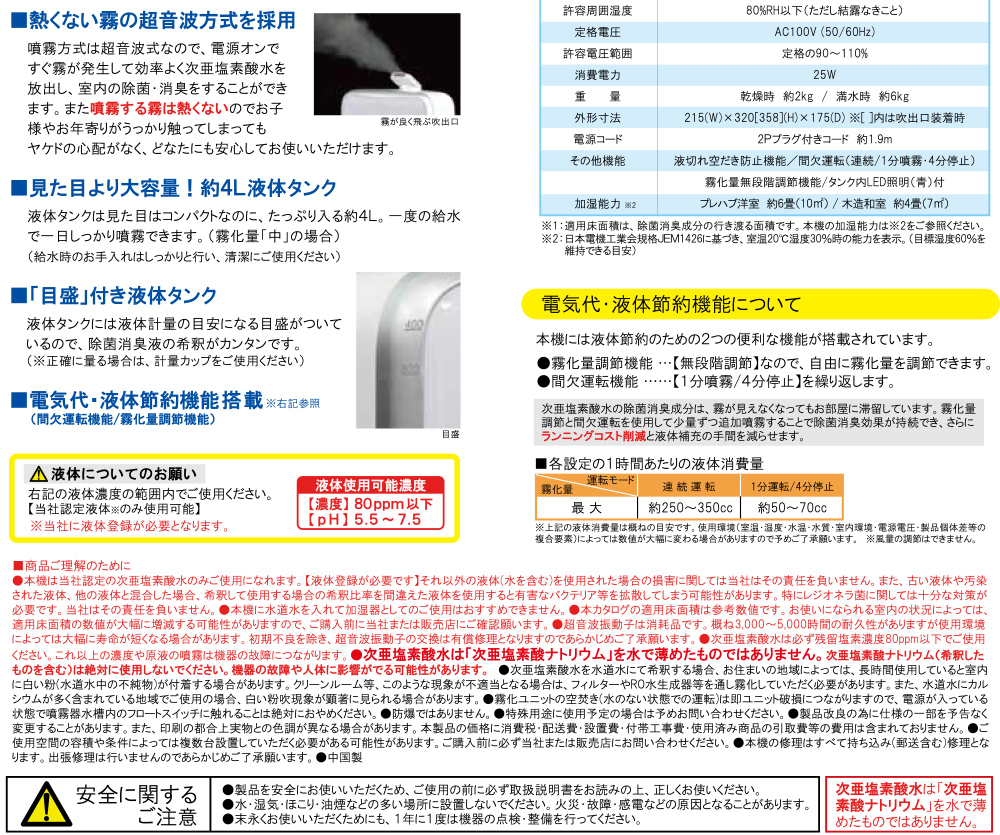 ■熱くない霧の超音波方式を採用
噴霧方式は超音波式なので、電源オンで
すぐ霧が発生して効率よく次亜塩素酸水を
放出し、室内の除菌・消臭をすることができ
ます。また噴霧する霧は熱くないのでお子
様やお年寄りがうっかり触ってしまっても
ヤケドの心配がなく、どなたにも安心してお使いいただけます。
霧が良く飛ぶ吹出口
■見た目より大容量！約4L液体タンク
液体タンクは見た目はコンパクトなのに、たっぷり入る約4L。一度の給水
で一日しっかり噴霧できます。（霧化量「中」の場合）
（給水時のお手入れはしっかりと行い、清潔にご使用ください）
■「目盛」付き液体タンク
液体タンクには液体計量の目安になる目盛がついて
いるので、除菌消臭液の希釈がカンタンです。
（※正確に量る場合は、計量カップをご使用ください）
400
目盛
■電気代・液体節約機能搭載 ※右記参照
（間欠運転機能/霧化量調節機能）
液体についてのお願い
右記の液体濃度の範囲内でご使用ください。
【当社認定液体※のみ使用可能】
※当社に液体登録が必要となります。
液体使用可能濃度
【濃度】 80ppm以下
【pH】 5.5～7.5
許容周囲湿度 80%RH以下（ただし結露なきこと）
定格電圧 AC100V （50/60Hz）
許容電圧範囲 定格の90～110%
消費電力 25W
重 量 乾燥時 約2kg / 満水時 約6kg
外形寸法 215(W)×320[358](H)×175(D) ※[ ]内は吹出口装着時
電源コード 2Pプラグ付きコード 約1.9m
その他機能 液切れ空だき防止機能／間欠運転（連続/1分噴霧・4分停止）
霧化量無段階調節機能/タンク内LED照明（青）付
加湿能力 ※2 プレハブ洋室 約6畳（10㎡） / 木造和室 約4畳（7㎡）
※1：適用床面積は、除菌消臭成分の行き渡る面積です。本機の加湿能力は※2をご参照ください。
※2：日本電機工業会規格JEM1426に基づき、室温20℃湿度30%時の能力を表示。（目標湿度60%を
維持できる目安）
電気代・液体節約機能について
本機には液体節約のための2つの便利な機能が搭載されています。
●霧化量調節機能 …【無段階調節】なので、自由に霧化量を調節できます。
●間欠運転機能 ……【1分噴霧/4分停止】を繰り返します。
次亜塩素酸水の除菌消臭成分は、霧が見えなくなってもお部屋に滞留しています。霧化量
調節と間欠運転を使用して少量ずつ追加噴霧することで除菌消臭効果が持続でき、さらに
ランニングコスト削減と液体補充の手間を減らせます。
■各設定の1時間あたりの液体消費量
霧化量 運転モード 連続運転 1分運転/4分停止
最 大 約250～350cc 約50～70cc
※上記の液体消費量は概ねの目安です。使用環境（室温・湿度・水温・水質・室内環境・電源電圧・製品個体差等の
複合要素）によっては数値が大幅に変わる場合がありますので予めご了承願います。 ※風量の調節はできません。
■商品ご理解のために
●本機は当社認定の次亜塩素酸水のみご使用になれます。【液体登録が必要です】それ以外の液体（水を含む）を使用された場合の損害に関しては当社はその責任を負いません。また、古い液体や汚染
された液体、他の液体と混合した場合、希釈して使用する場合の希釈比率を間違えた液体を使用すると有害なバクテリア等を拡散してしまう可能性があります。特にレジオネラ菌に関しては十分な対策が
必要です。当社はその責任を負いません。●本機に水道水を入れて加湿器としてのご使用はおすすめできません。●本カタログの適用床面積は参考数値です。お使いになられる室内の状況によっては、
適用床面積の数値が大幅に増減する可能性がありますので、ご購入前に当社または販売店にご確認願います。●超音波振動子は消耗品です。概ね3,000～5,000時間の耐久性がありますが使用環境
によっては大幅に寿命が短くなる場合があります。初期不良を除き、超音波振動子の交換は有償修理となりますのであらかじめご了承願います。●次亜塩素酸水は必ず残留塩素濃度80ppm以下でご使用
ください。これ以上の濃度や原液の噴霧は機器の故障につながります。●次亜塩素酸水は「次亜塩素酸ナトリウム」を水で薄めたものではありません。次亜塩素酸ナトリウム（希釈した
ものを含む）は絶対に使用しないでください。機器の故障や人体に影響がでる可能性があります。 ●次亜塩素酸水を水道水にて希釈する場合、お住まいの地域によっては、長時間使用していると室内
に白い粉（水道水中の不純物）が付着する場合があります。クリーンルーム等、このような現象が不適当となる場合は、フィルターやRO水生成器等を通し霧化していただく必要があります。また、水道水にカル
シウムが多く含まれている地域でご使用の場合、白い粉吹き現象が顕著に見られる場合があります。●霧化ユニットの空焚き（水のない状態での運転）は即ユニット破損につながりますので、電源が入っている
状態で噴霧器水槽内のフロートスイッチに触れることは絶対におやめください。●防爆ではありません。●特殊用途に使用予定の場合は予めお問い合わせください。●製品改良の為に仕様の一部を予告なく
変更することがあります。また、印刷の都合上実物との色調が異なる場合があります。本製品の価格に消費税・配送費・設置費・付帯工事費・使用済み商品の引取費等の費用は含まれておりません。●ご
使用空間の容積や条件によっては複数台設置していただく必要がある可能性があります。ご購入前に必ず当社または販売店にお問い合わせください。●本機の修理はすべて持ち込み（郵送含む）修理とな
ります。出張修理は行いませんのであらかじめご了承願います。●中国製
安全に関する
ご注意
●製品を安全にお使いいただくため、ご使用の前に必ず取扱説明書をお読みの上、正しくお使いください。
●水・湿気・ほこり・油煙などの多い場所に設置しないでください。火災・故障・感電などの原因となることがあります。
●末永くお使いいただくためにも、1年に1度は機器の点検・整備を行ってください。
次亜塩素酸水は「次亜塩
素酸ナトリウム」を水で薄
めたものではありません。